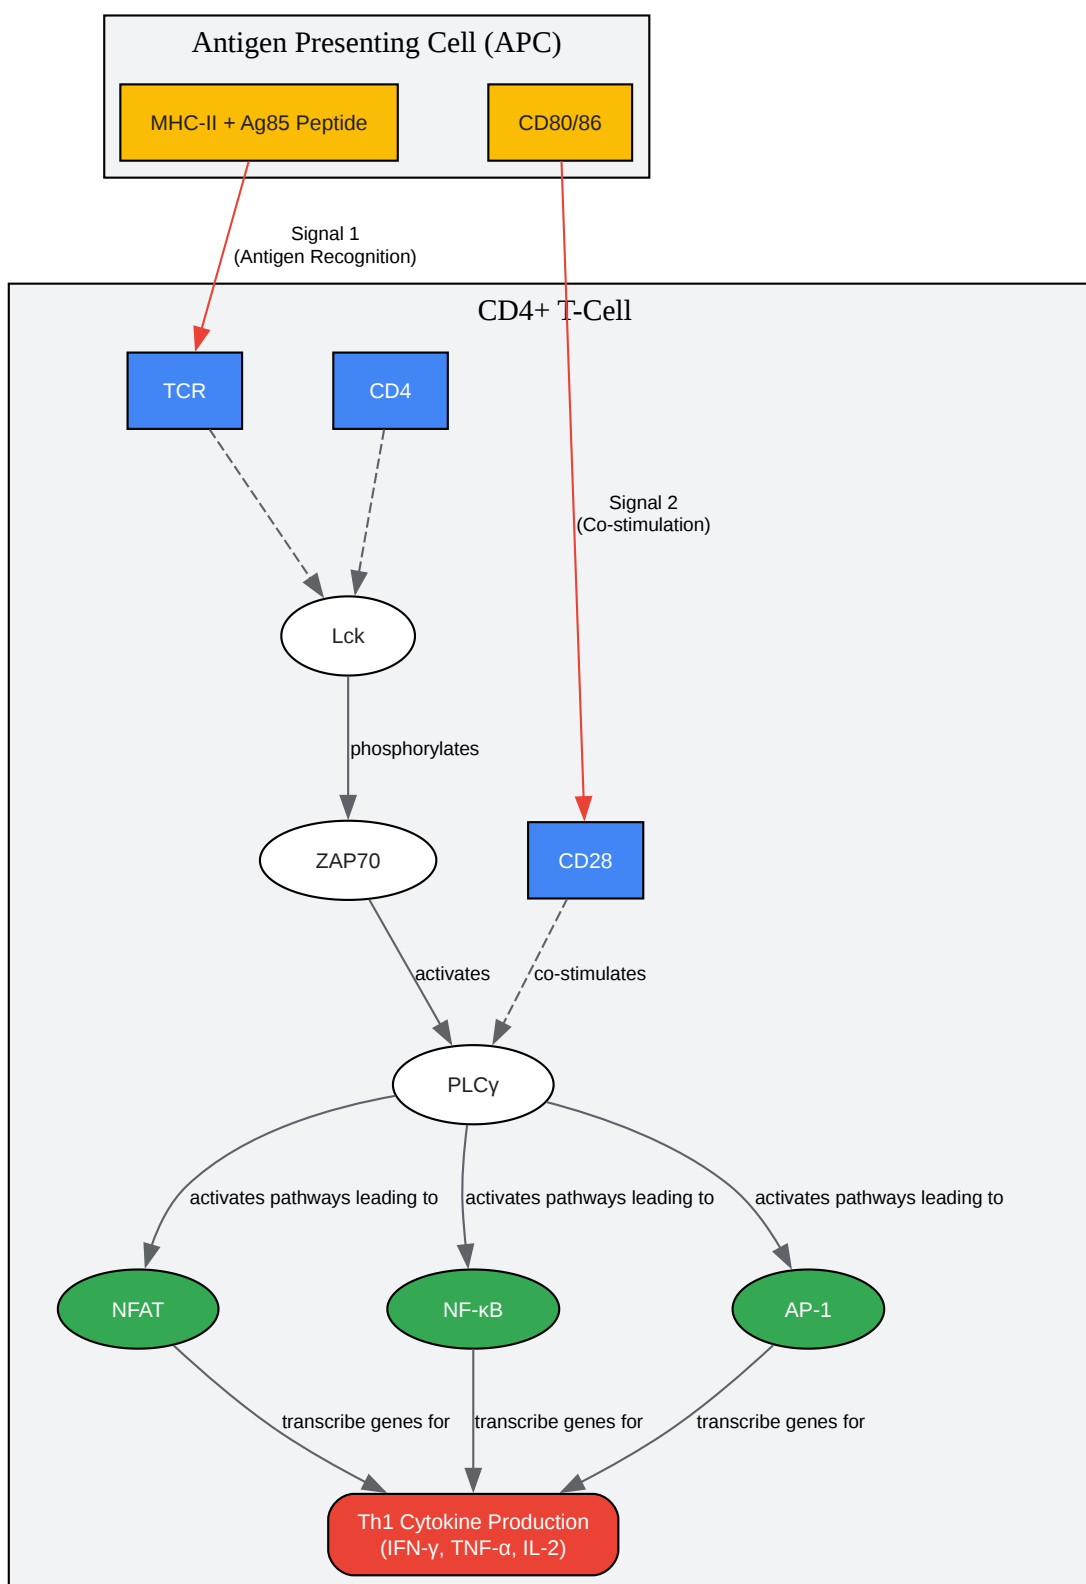 Antigen Presenting Cell (APC)
MHC-II + Ag85 Peptide
CD80/86
Signal 1
(Antigen Recognition)
CD4+ T-Cell
TCR
CD4
Signal 2
(Co-stimulation)
Lck
phosphorylates
ZAP70
CD28
activates
co-stimulates
PLCγ
activates pathways leading to
activates pathways leading to
activates pathways leading to
NFAT
NF-κB
AP-1
transcribe genes for
transcribe genes for
transcribe genes for
Th1 Cytokine Production
(IFN-γ, TNF-α, IL-2)